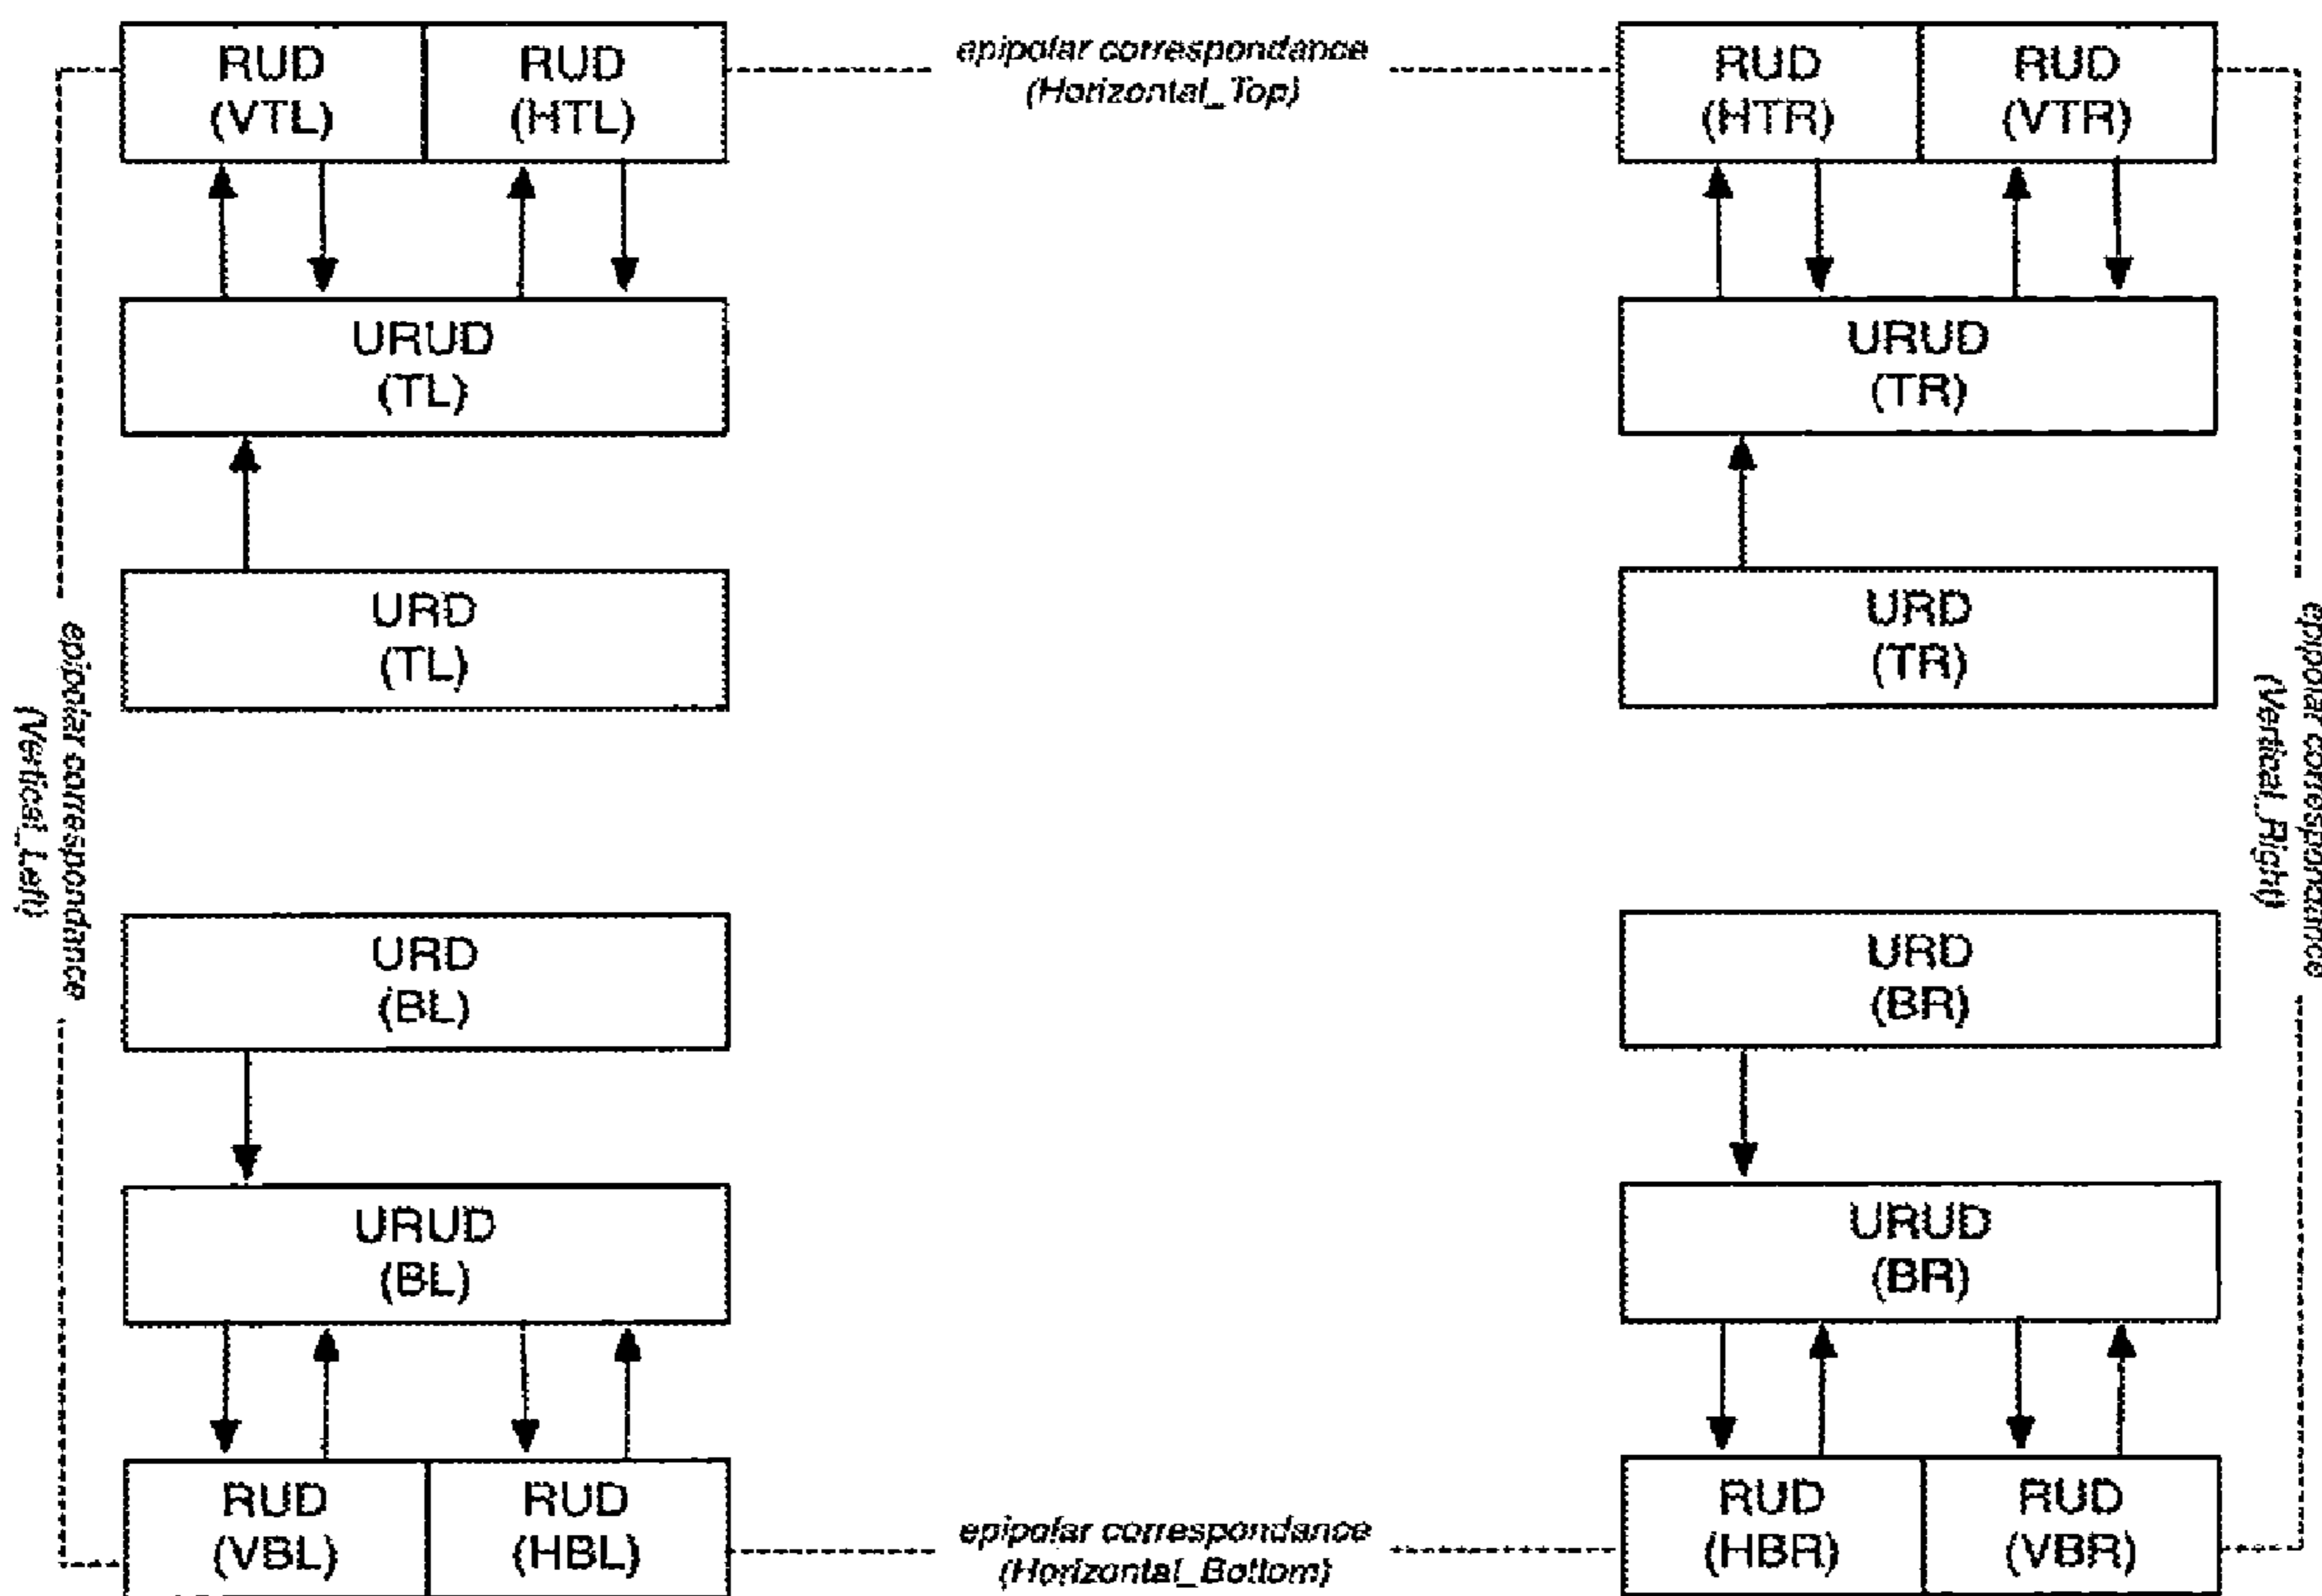 RUD
(VTL)
RUD
(HTL)
epipolar correspondance
(Horizontal_Top)
RUD
(HTR)
RUD
(VTR)
URUD
(TL)
URUD
(TR)
URD
(TL)
URD
(TR)
epipolar correspondance
(Vertical_Left)
epipolar correspondance
(Vertical_Right)
URD
(BL)
URD
(BR)
URUD
(BL)
URUD
(BR)
RUD
(VBL)
RUD
(HBL)
epipolar correspondance
(Horizontal_Bottom)
RUD
(HBR)
RUD
(VBR)